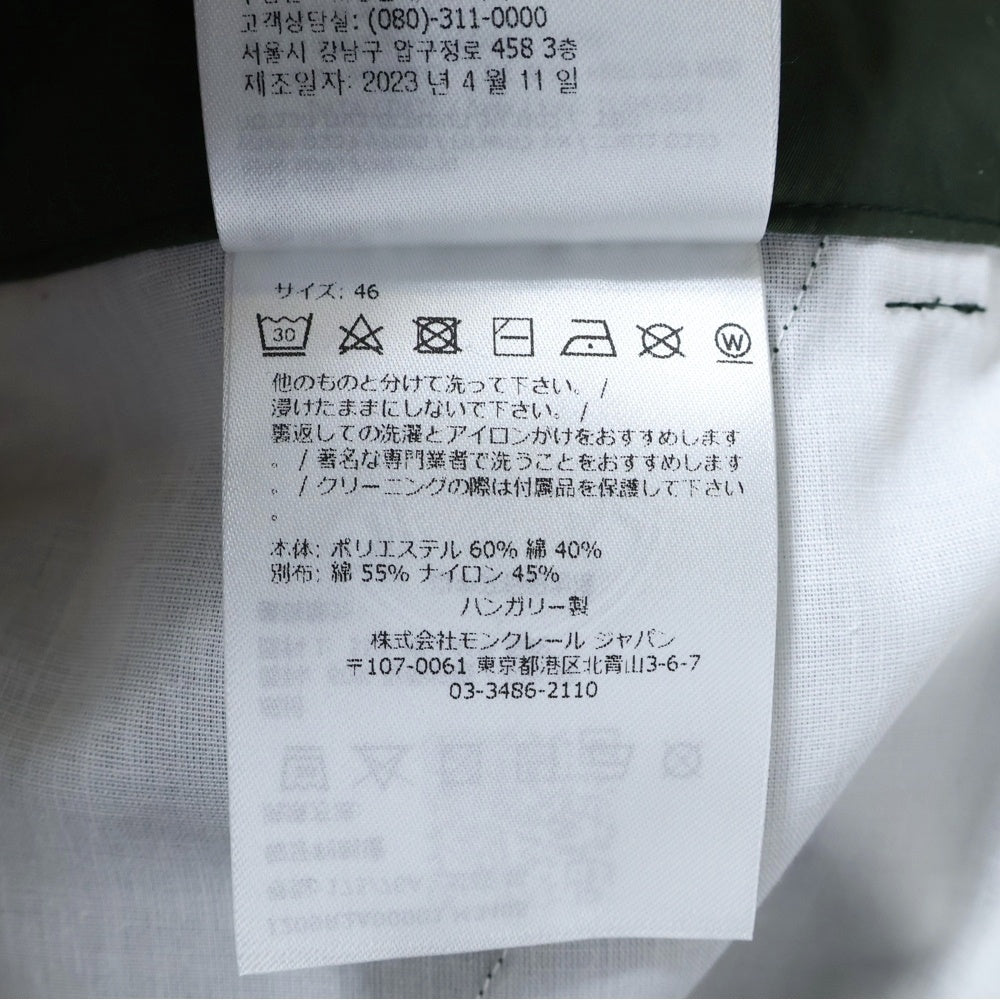 고객상담실: (080)-311-0000
서울시 강남구 압구정로 458 3층
제조일자: 2023 년 4 월 11 일
サイズ: 46
30
W
他のものと分けて洗って下さい。 /
浸けたままにしないで下さい。 /
裏返しての洗濯とアイロンがけをおすすめします
。 / 著名な専門業者で洗うことをおすすめします
。 / クリーニングの際は付属品を保護して下さい
。
本体: ポリエステル 60% 綿 40%
別布: 綿 55% ナイロン 45%
ハンガリー製
株式会社モンクレール ジャパン
〒107-0061 東京都港区北青山3-6-7
03-3486-2110